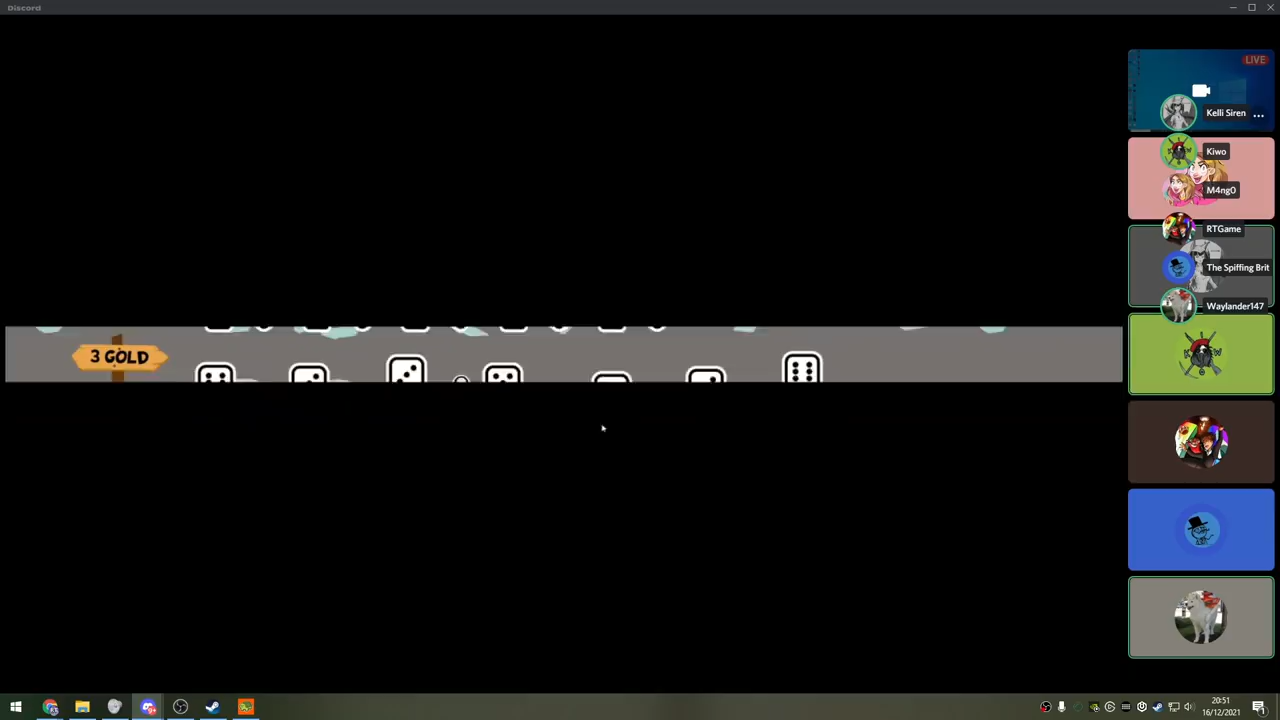 Discord
LIVE
Kelli Siren
Kiwo
M4ng0
RTGame
The Spiffing Brit
Waylander147
3 GOLD
20:51
16/12/2021